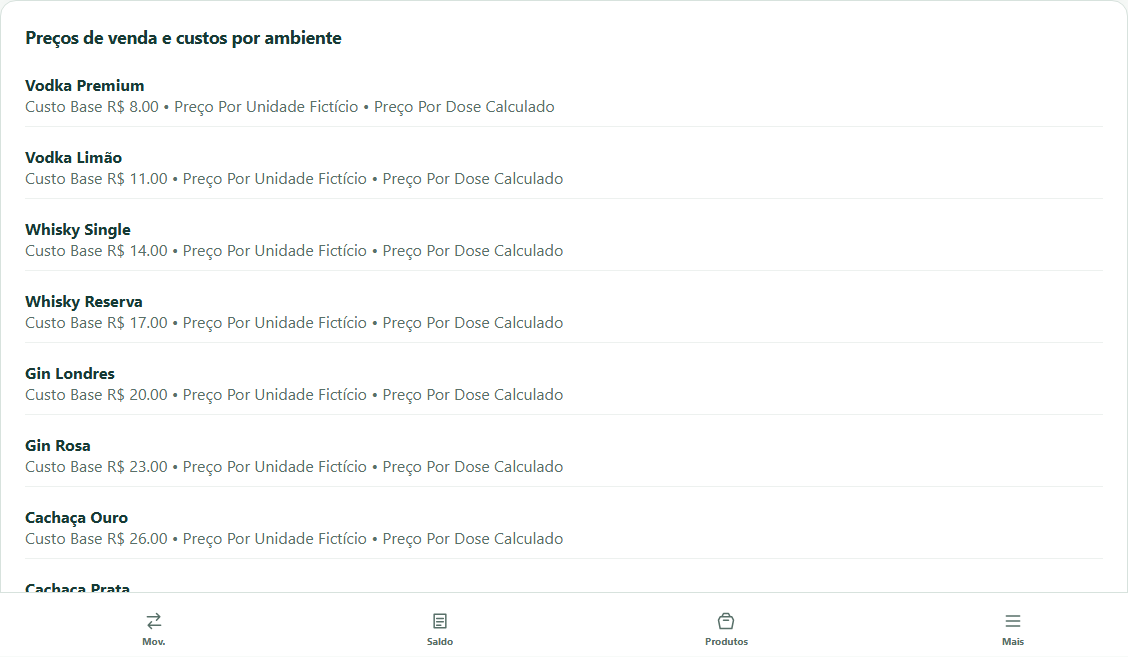 Preços de venda e custos por ambiente
Vodka Premium
Custo Base R$ 8.00 • Preço Por Unidade Fictício • Preço Por Dose Calculado
Vodka Limão
Custo Base R$ 11.00 • Preço Por Unidade Fictício • Preço Por Dose Calculado
Whisky Single
Custo Base R$ 14.00 • Preço Por Unidade Fictício • Preço Por Dose Calculado
Whisky Reserva
Custo Base R$ 17.00 • Preço Por Unidade Fictício • Preço Por Dose Calculado
Gin Londres
Custo Base R$ 20.00 • Preço Por Unidade Fictício • Preço Por Dose Calculado
Gin Rosa
Custo Base R$ 23.00 • Preço Por Unidade Fictício • Preço Por Dose Calculado
Cachaça Ouro
Custo Base R$ 26.00 • Preço Por Unidade Fictício • Preço Por Dose Calculado
Cachaça Prata
Mov.
Saldo
Produtos
Mais